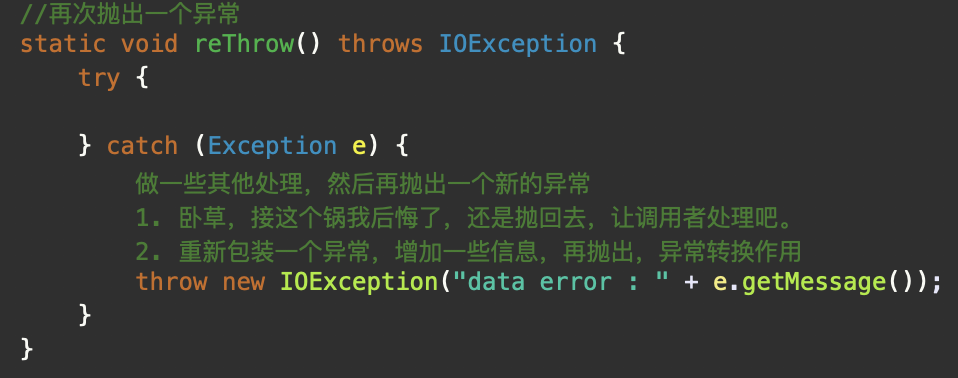 //再次抛出一个异常
static void reThrow() throws IOException {
    try {

    } catch (Exception e) {
        做一些其他处理，然后再抛出一个新的异常
        1. 卧草，接这个锅我后悔了，还是抛回去，让调用者处理吧。
        2. 重新包装一个异常，增加一些信息，再抛出，异常转换作用
        throw new IOException("data error : " + e.getMessage());
    }
}